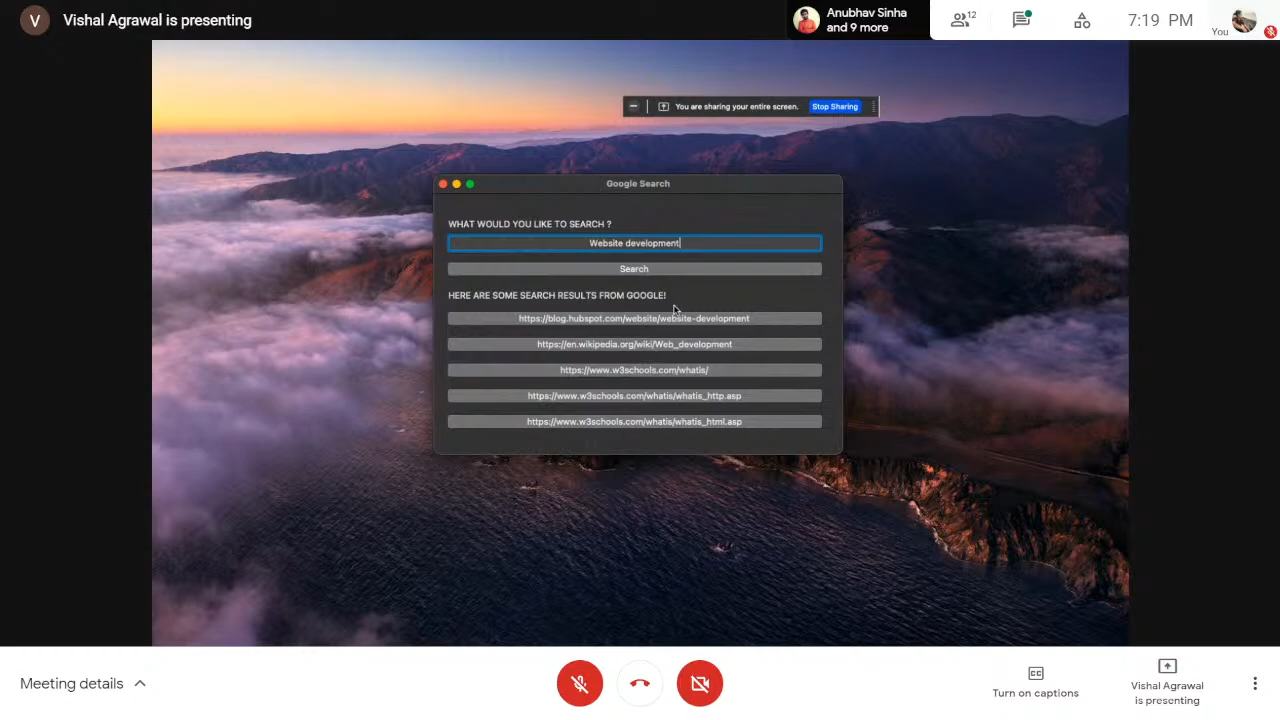 V
Vishal Agrawal is presenting
Anubhav Sinha
and 9 more
12
7:19 PM
You
You are sharing your entire screen.
Stop Sharing
Google Search
WHAT WOULD YOU LIKE TO SEARCH ?
Website development
Search
HERE ARE SOME SEARCH RESULTS FROM GOOGLE!
https://blog.hubspot.com/website/website-development
https://en.wikipedia.org/wiki/Web_development
https://www.w3schools.com/whatis/
https://www.w3schools.com/whatis/whatis_http.asp
https://www.w3schools.com/whatis/whatis_html.asp
Meeting details
CC
Turn on captions
Vishal Agrawal
is presenting